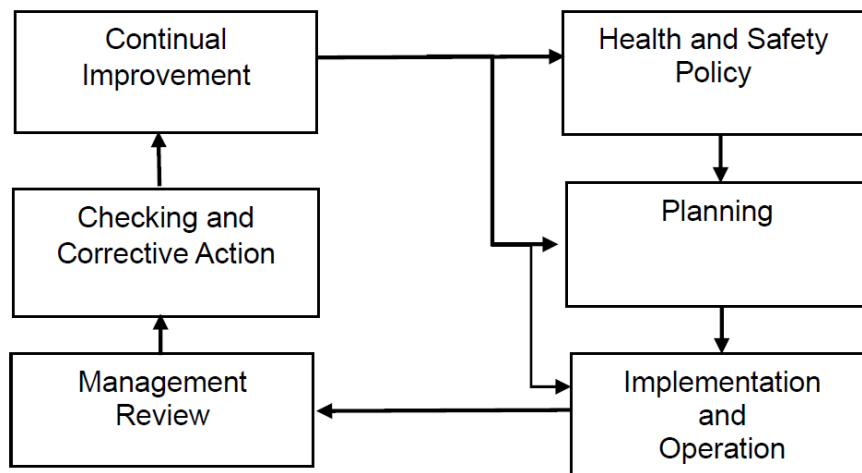 Continual
Improvement
Health and Safety
Policy
Checking and
Corrective Action
Planning
Management
Review
Implementation
and
Operation